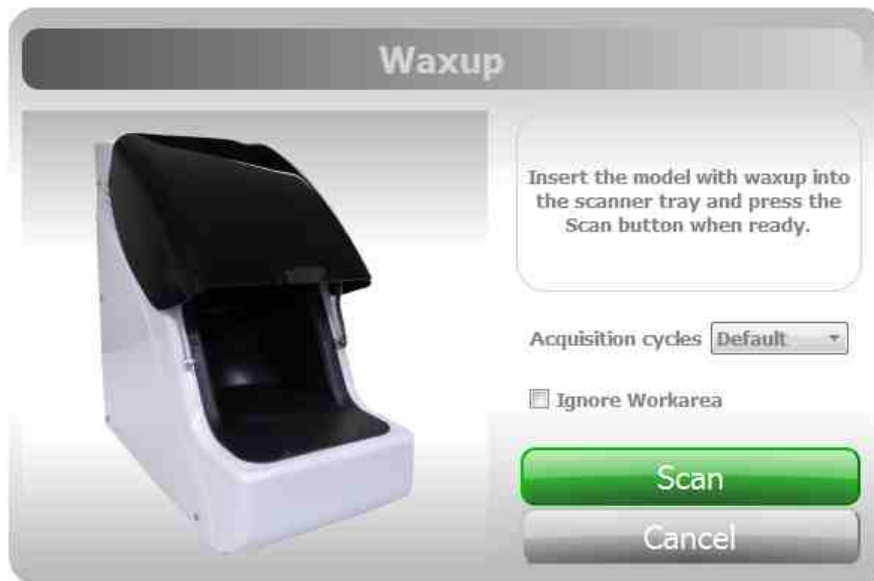 Waxup
Insert the model with waxup into
the scanner tray and press the
Scan button when ready.
Acquisition cycles Default
Ignore Workarea
Scan
Cancel